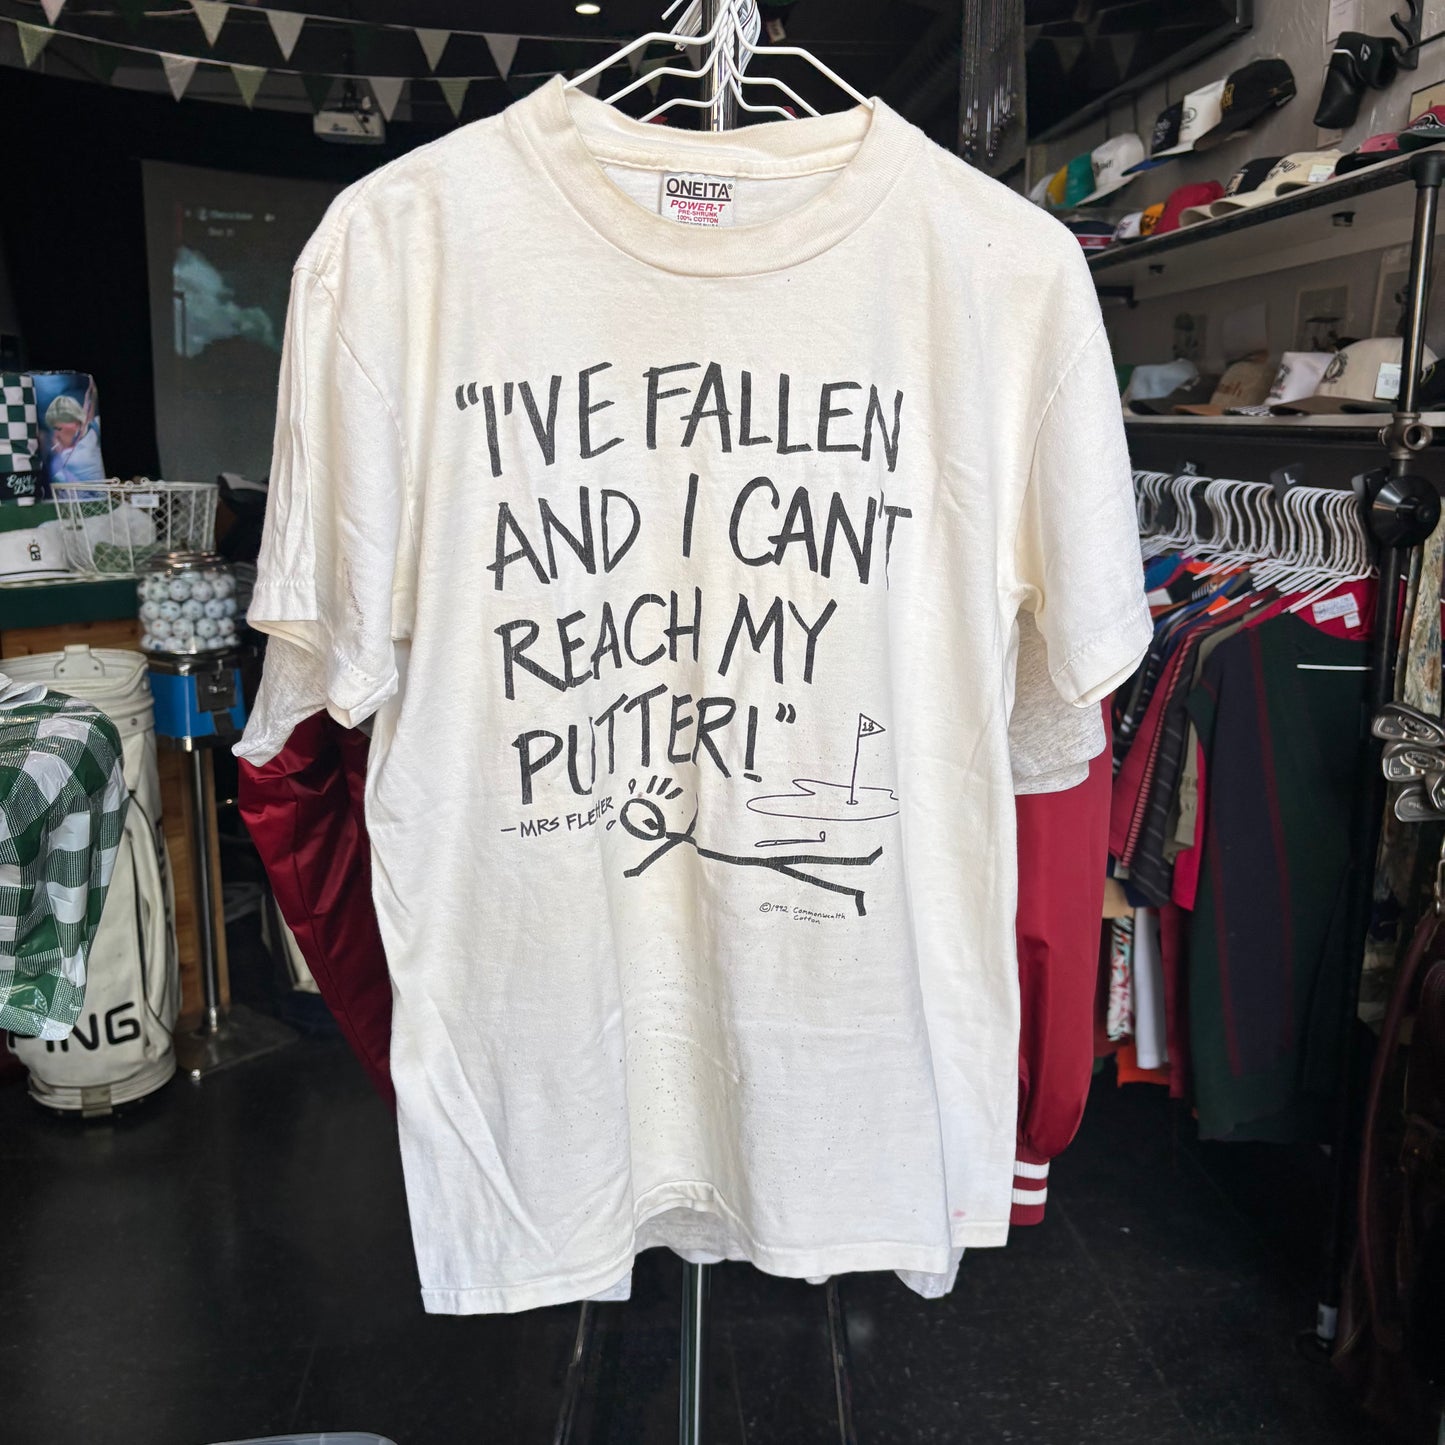 ONEITA®
POWER-T
PRE-SHRUNK
100% COTTON
"I'VE FALLEN
AND I CAN'T
REACH MY
PUTTER!"
—MRS FLETCHER
18
©1992 Commonwealth
Cotton
PING
XL
L